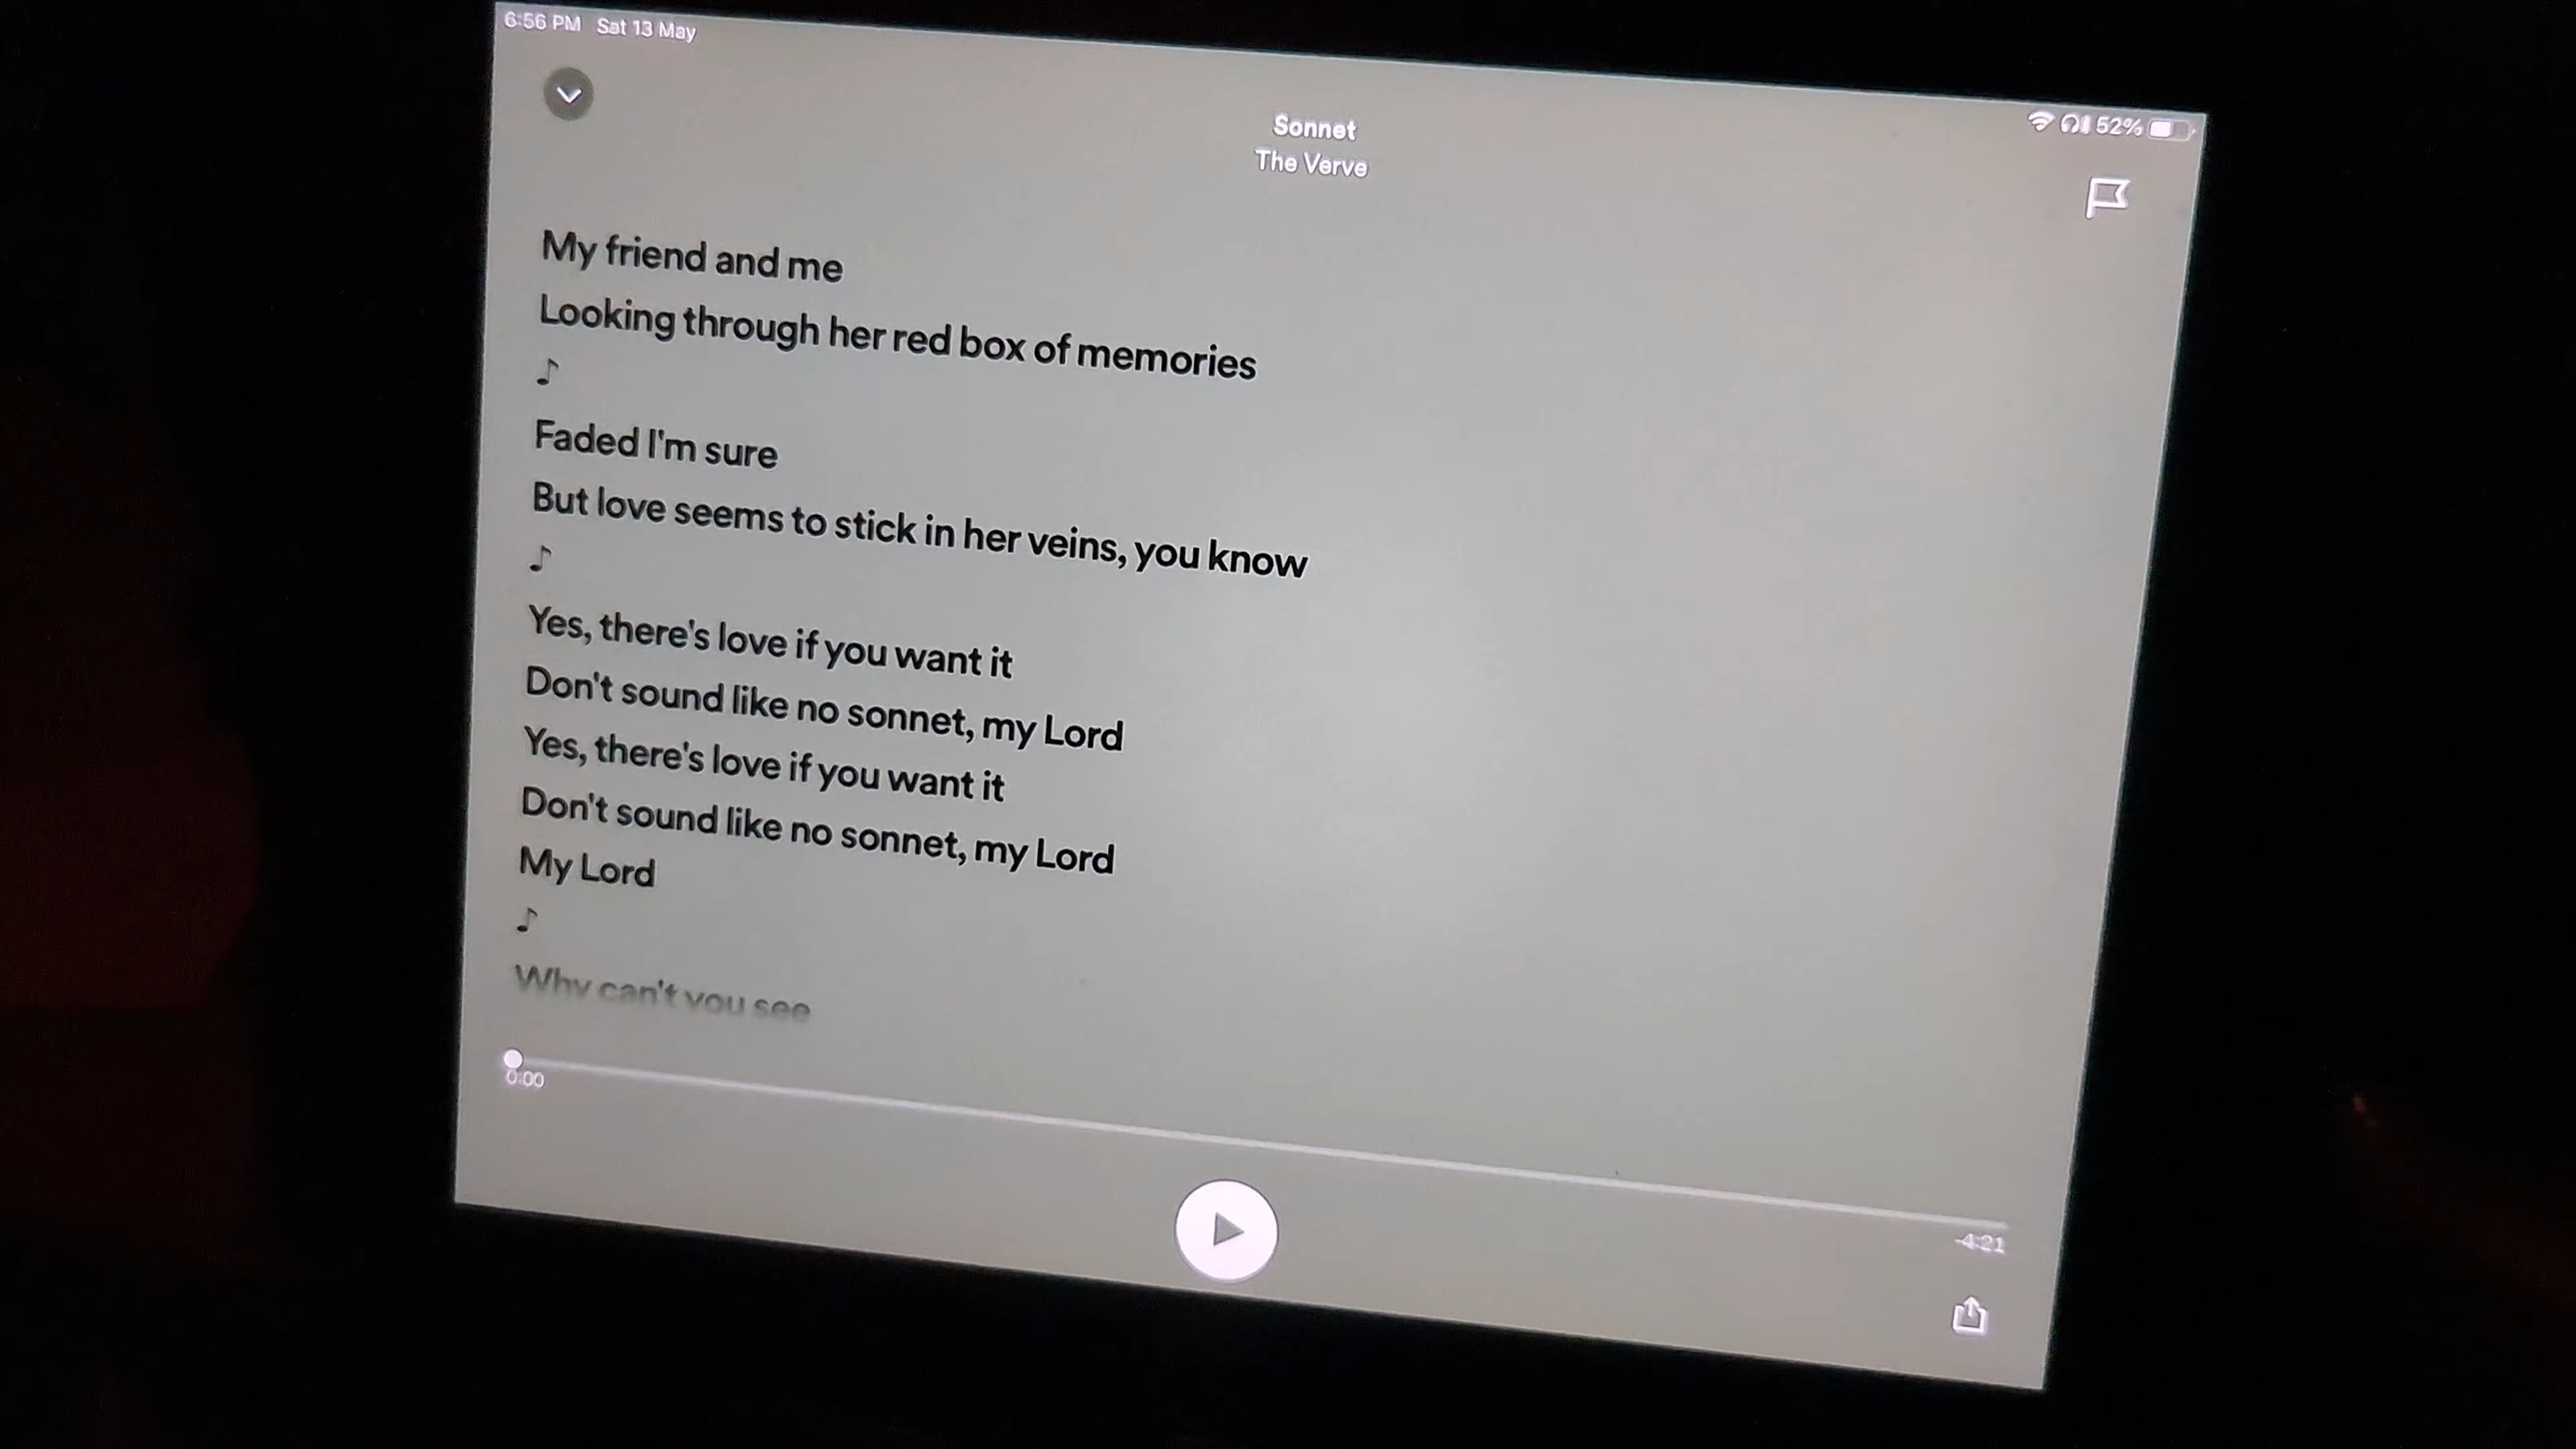 6:56 PM Sat 13 May
52%
Sonnet
The Verve
My friend and me
Looking through her red box of memories
♪
Faded I'm sure
But love seems to stick in her veins, you know
♪
Yes, there's love if you want it
Don't sound like no sonnet, my Lord
Yes, there's love if you want it
Don't sound like no sonnet, my Lord
My Lord
♪
Why can't you see
0:00
-4:21